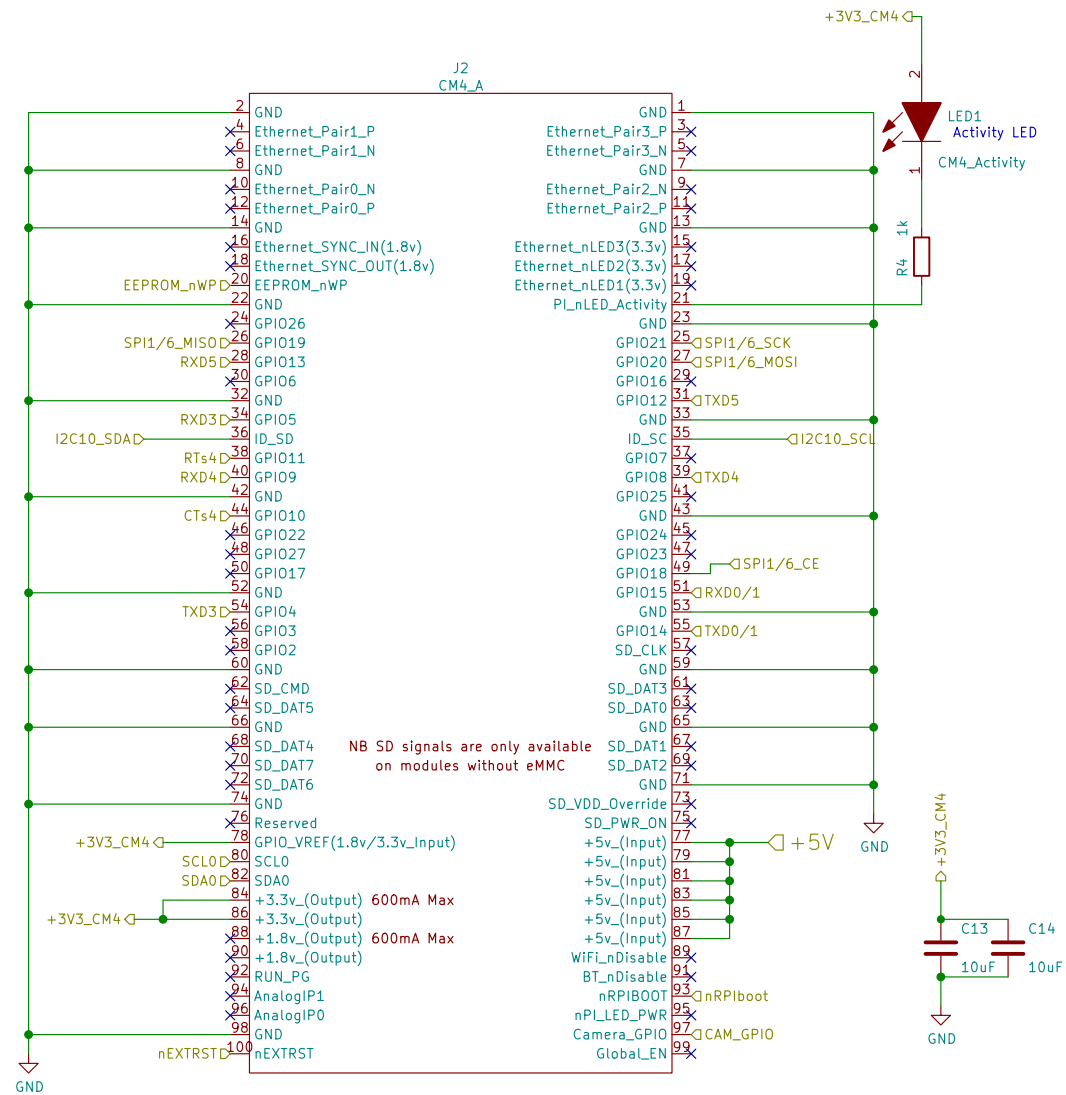 +3V3_CM4
2
LED1
Activity LED
CM4_Activity
1
1k
R4
J2
CM4_A
2 GND GND 1
4 Ethernet_Pair1_P Ethernet_Pair3_P 3
6 Ethernet_Pair1_N Ethernet_Pair3_N 5
8 GND GND 7
10 Ethernet_Pair0_N Ethernet_Pair2_N 9
12 Ethernet_Pair0_P Ethernet_Pair2_P 11
14 GND GND 13
16 Ethernet_SYNC_IN(1.8v) Ethernet_nLED3(3.3v) 15
18 Ethernet_SYNC_OUT(1.8v) Ethernet_nLED2(3.3v) 17
EEPROM_nWP 20 EEPROM_nWP Ethernet_nLED1(3.3v) 19
22 GND PI_nLED_Activity 21
24 GPIO26 GND 23
SPI1/6_MISO 26 GPIO19 GPIO21 25 SPI1/6_SCK
RXD5 28 GPIO13 GPIO20 27 SPI1/6_MOSI
30 GPIO6 GPIO16 29
32 GND GPIO12 31 TXD5
RXD3 34 GPIO5 GND 33
I2C10_SDA 36 ID_SD ID_SC 35 I2C10_SCL
RTs4 38 GPIO11 GPIO7 37
RXD4 40 GPIO9 GPIO8 39 TXD4
42 GND GPIO25 41
CTs4 44 GPIO10 GND 43
46 GPIO22 GPIO24 45
48 GPIO27 GPIO23 47
50 GPIO17 GPIO18 49 SPI1/6_CE
52 GND GPIO15 51 RXD0/1
TXD3 54 GPIO4 GND 53
56 GPIO3 GPIO14 55 TXD0/1
58 GPIO2 SD_CLK 57
60 GND GND 59
62 SD_CMD SD_DAT3 61
64 SD_DAT5 SD_DAT0 63
66 GND GND 65
68 SD_DAT4 NB SD signals are only available SD_DAT1 67
70 SD_DAT7 on modules without eMMC SD_DAT2 69
72 SD_DAT6 GND 71
74 GND SD_VDD_Override 73
76 Reserved SD_PWR_ON 75
+3V3_CM4 78 GPIO_VREF(1.8v/3.3v_Input) +5v_(Input) 77 +5V
SCL0 80 SCL0 +5v_(Input) 79
SDA0 82 SDA0 +5v_(Input) 81
84 +3.3v_(Output) 600mA Max +5v_(Input) 83
+3V3_CM4 86 +3.3v_(Output) +5v_(Input) 85
88 +1.8v_(Output) 600mA Max +5v_(Input) 87
90 +1.8v_(Output) WiFi_nDisable 89
92 RUN_PG BT_nDisable 91
94 AnalogIP1 nRPIBOOT 93 nRPIboot
96 AnalogIP0 nPI_LED_PWR 95
98 GND Camera_GPIO 97 CAM_GPIO
nEXTRST 100 nEXTRST Global_EN 99
GND
GND
+3V3_CM4
C13 C14
10uF 10uF
GND